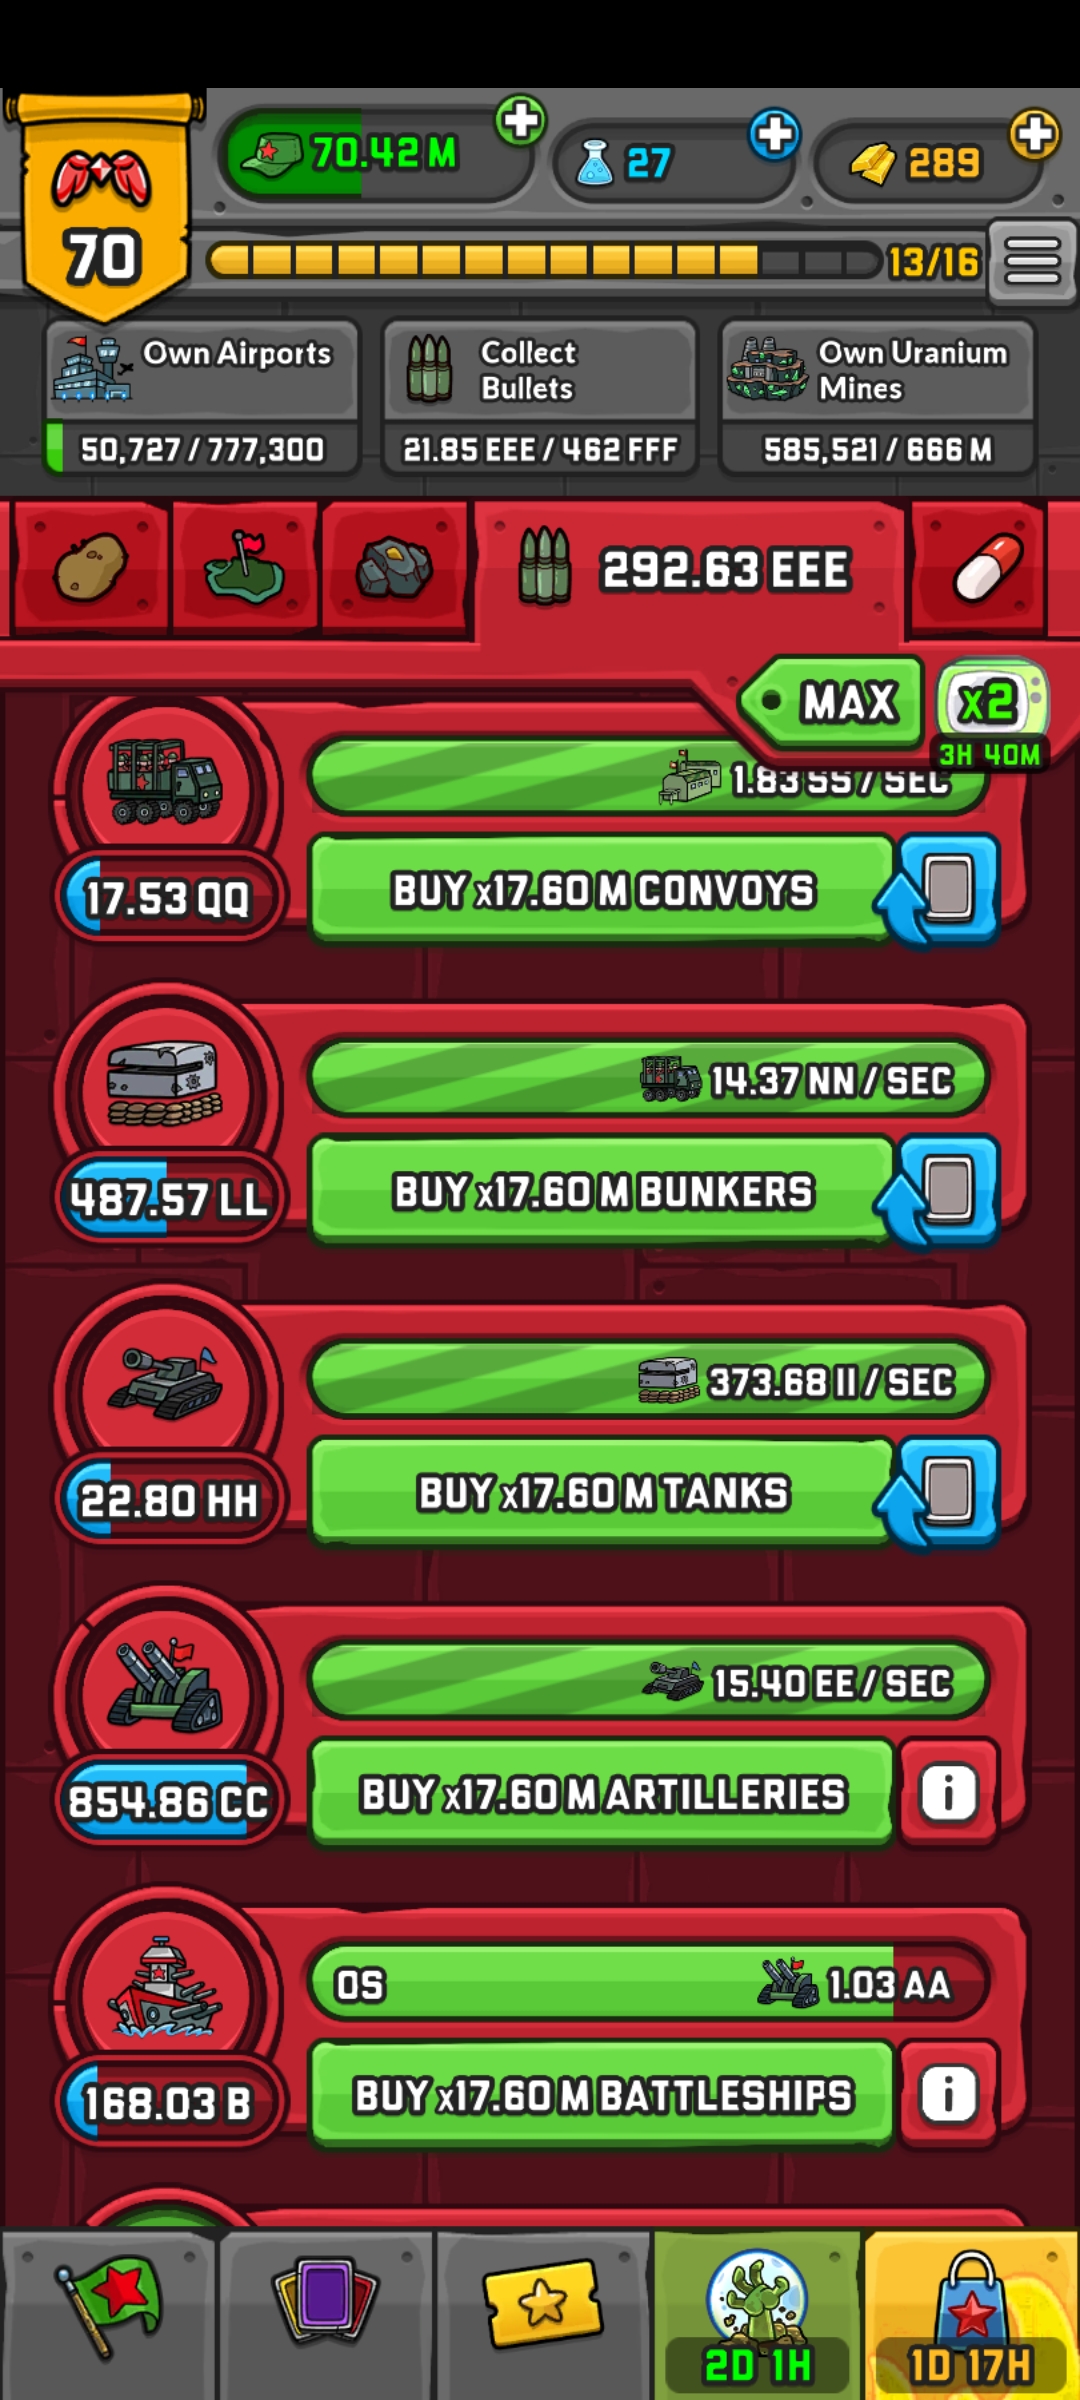 70.42 M
27
289
70
13/16
Own Airports
50,727 / 777,300
Collect
Bullets
21.85 EEE / 462 FFF
Own Uranium
Mines
585,521 / 666 M
292.63 EEE
MAX
x2
3H 40M
1.83 SS / SEC
17.53 QQ
BUY x17.60 M CONVOYS
14.37 NN / SEC
487.57 LL
BUY x17.60 M BUNKERS
373.68 II / SEC
22.80 HH
BUY x17.60 M TANKS
15.40 EE / SEC
854.86 CC
BUY x17.60 M ARTILLERIES
i
0S
1.03 AA
168.03 B
BUY x17.60 M BATTLESHIPS
i
2D 1H
1D 17H